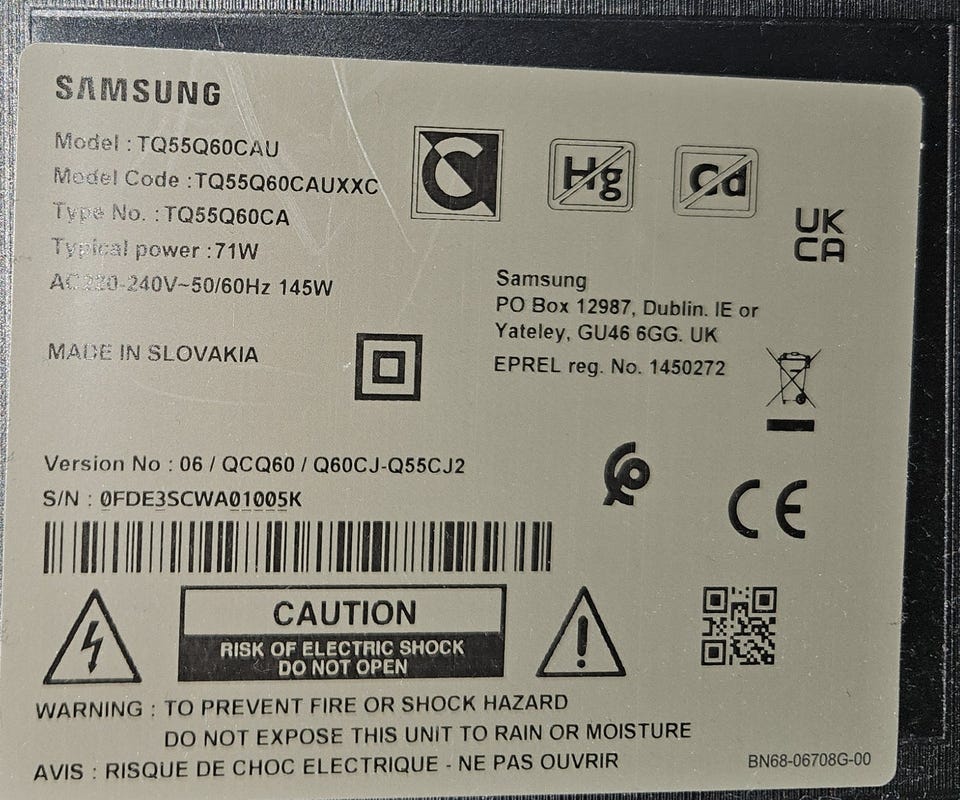 SAMSUNG
Model : TQ55Q60CAU
Model Code : TQ55Q60CAUXXC
Type No. : TQ55Q60CA
Typical power : 71W
AC 220-240V~50/60Hz 145W
Hg
Cd
UK
CA
Samsung
PO Box 12987, Dublin. IE or
Yateley, GU46 6GG. UK
EPREL reg. No. 1450272
MADE IN SLOVAKIA
Version No : 06 / QCQ60 / Q60CJ-Q55CJ2
S/N : 0FDE3SCWA01005K
CE
CAUTION
RISK OF ELECTRIC SHOCK
DO NOT OPEN
WARNING : TO PREVENT FIRE OR SHOCK HAZARD
DO NOT EXPOSE THIS UNIT TO RAIN OR MOISTURE
AVIS : RISQUE DE CHOC ELECTRIQUE - NE PAS OUVRIR
BN68-06708G-00